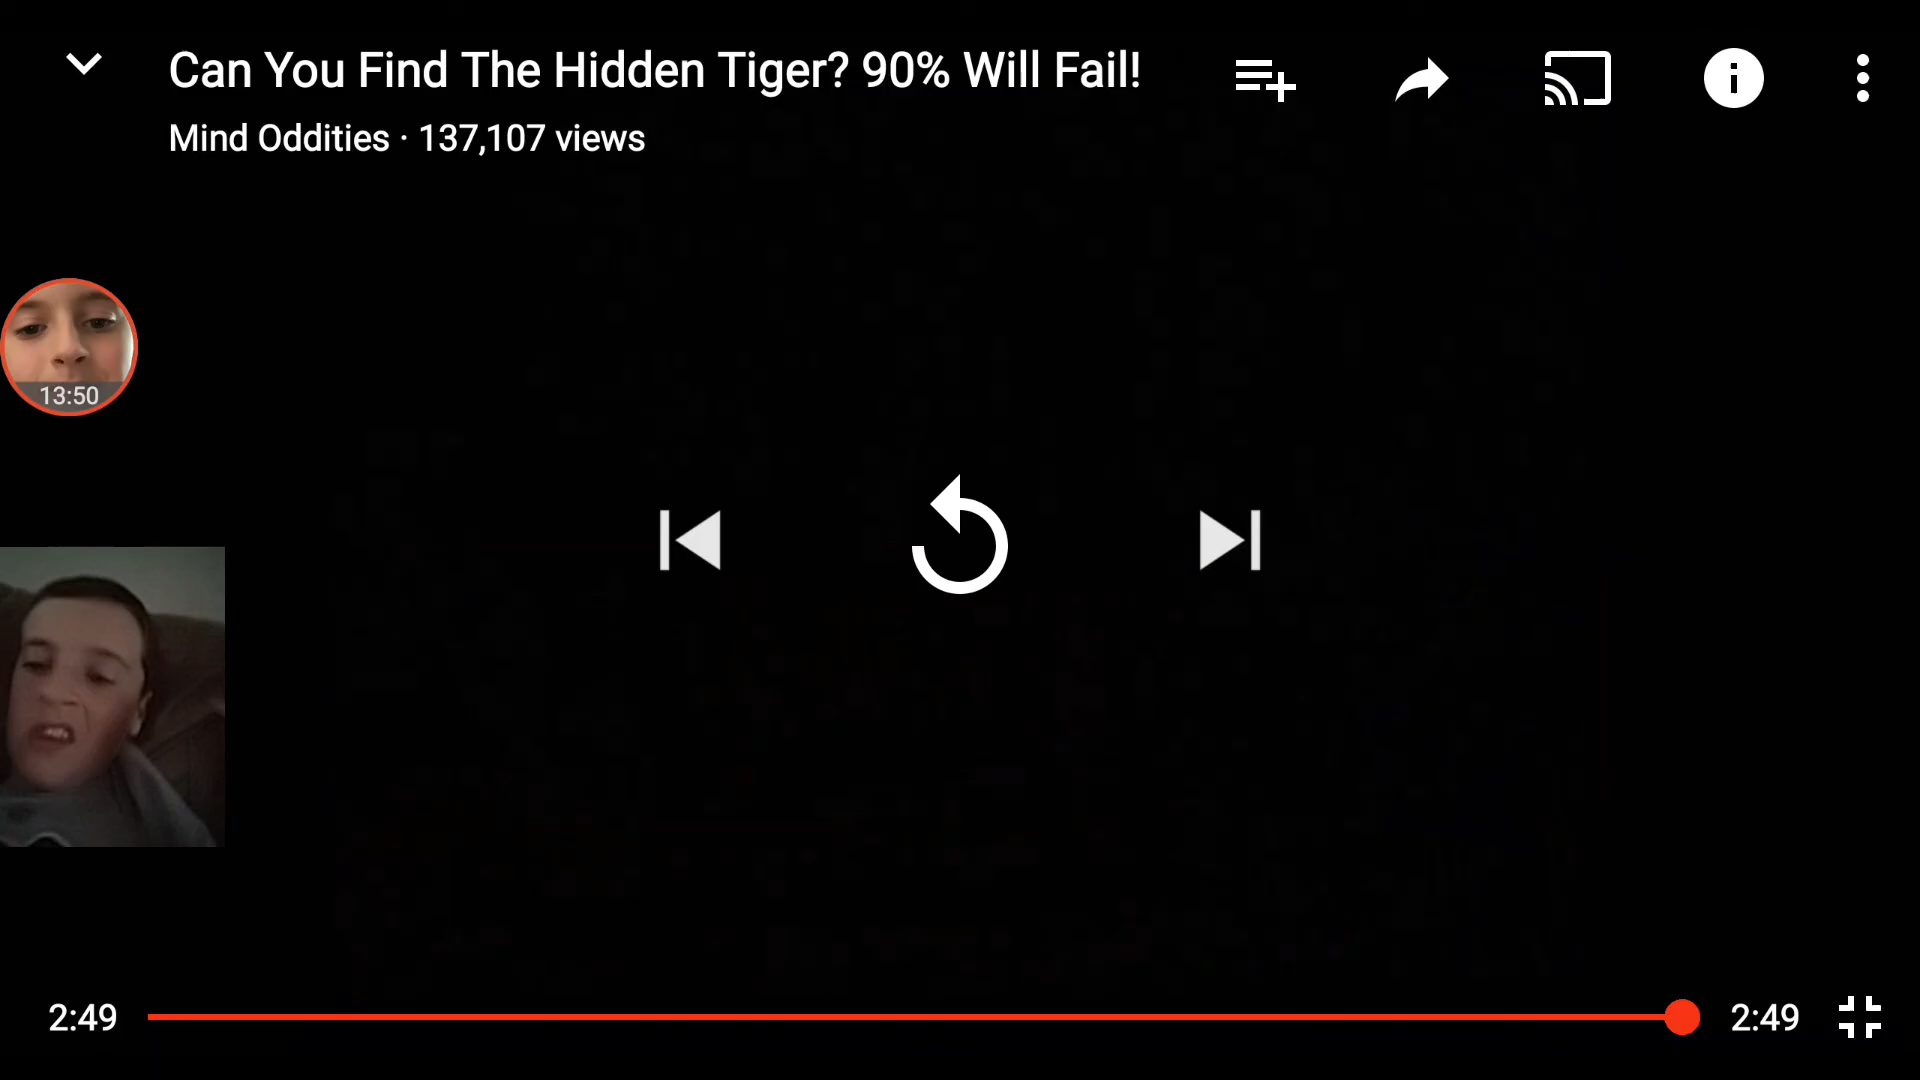 Can You Find The Hidden Tiger? 90% Will Fail!
Mind Oddities · 137,107 views
13:50
2:49
2:49